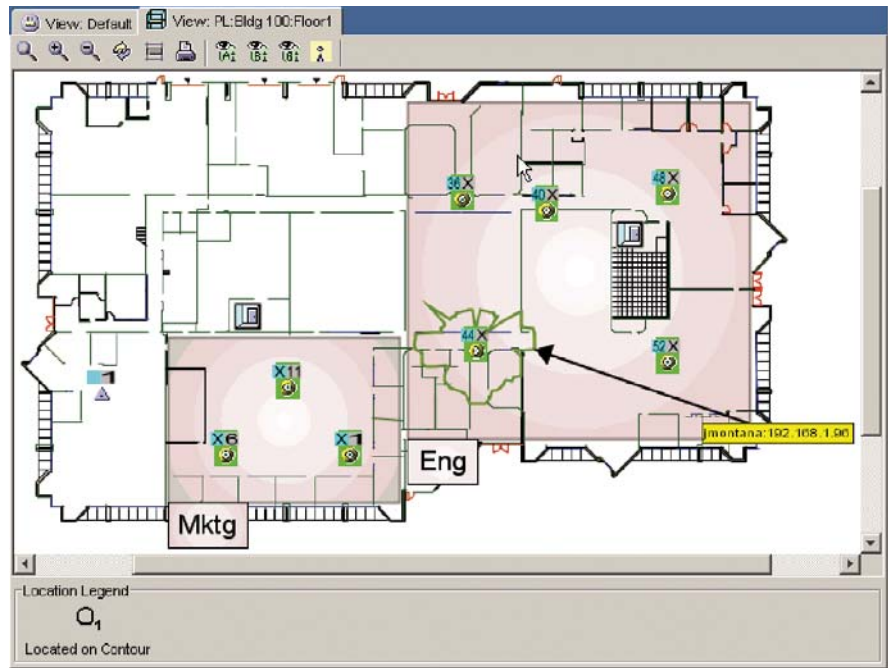 View: Default
View: PL:Bldg 100:Floor1
(A) (B) (G)
36 X
40 X
48 X
44 X
52 X
X 11
1
X 6
X 1
jmontana:192.168.1.96
Eng
Mktg
Location Legend
O1
Located on Contour